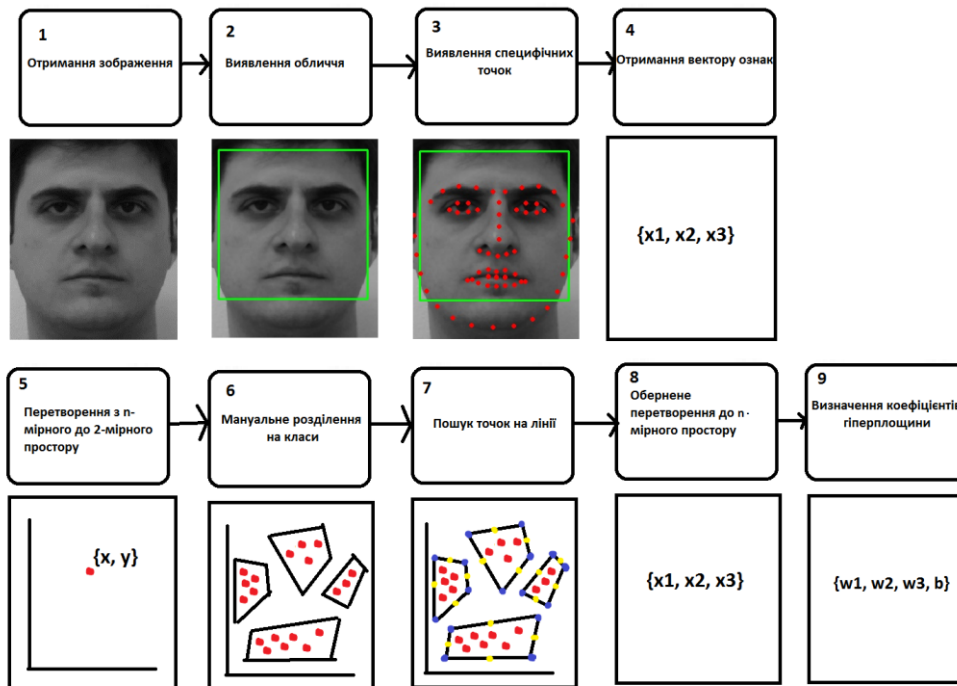 1
Отримання зображення
2
Виявлення обличчя
3
Виявлення специфічних
точок
4
Отримання вектору ознак
{x1, x2, x3}
5
Перетворення з n-
мірного до 2-мірного
простору
6
Мануальне розділення
на класи
7
Пошук точок на лінії
8
Обернене
перетворення до n-
мірного простору
9
Визначення коефіцієнтів
гіперплощини
{x, y}
{x1, x2, x3}
{w1, w2, w3, b}